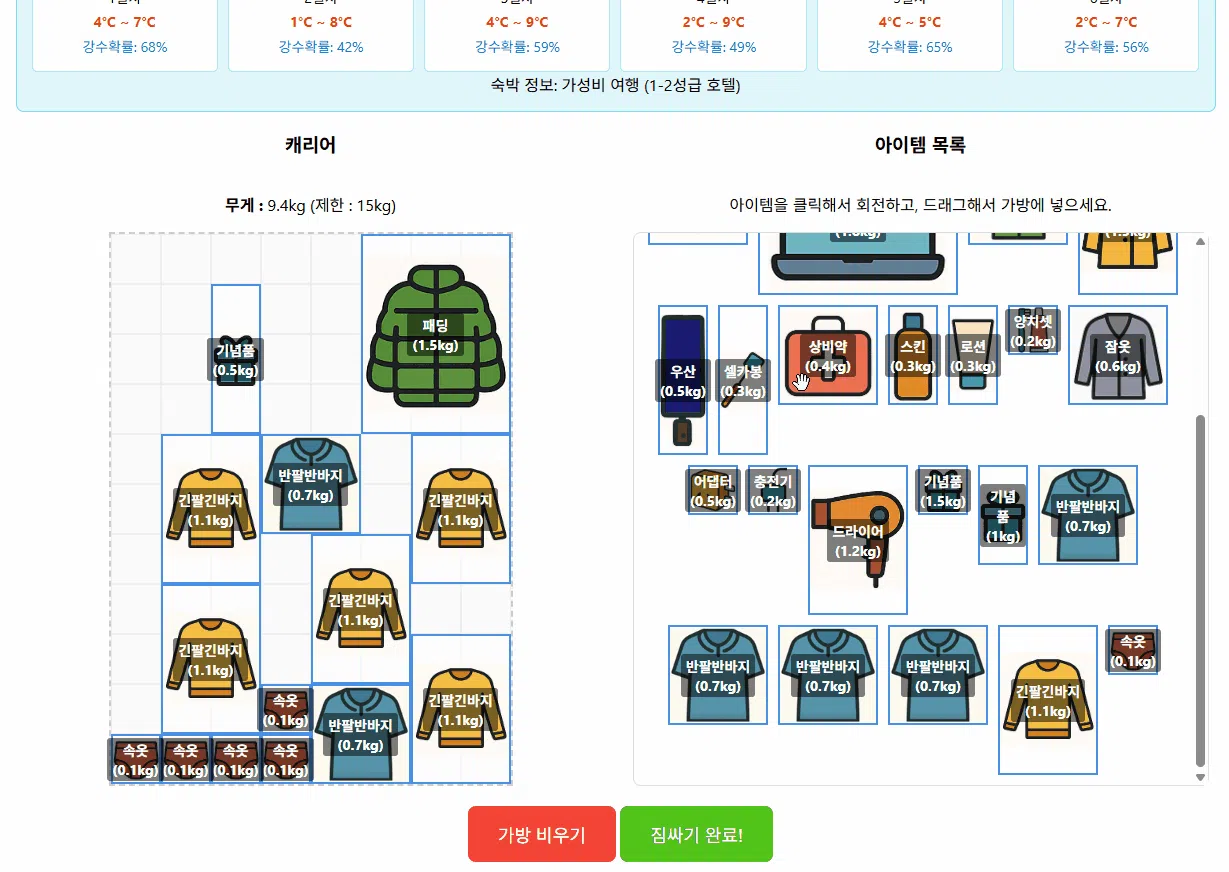 4°C ~ 7°C
1°C ~ 8°C
4°C ~ 9°C
2°C ~ 9°C
4°C ~ 5°C
2°C ~ 7°C
강수확률: 68%
강수확률: 42%
강수확률: 59%
강수확률: 49%
강수확률: 65%
강수확률: 56%
숙박 정보: 가성비 여행 (1-2성급 호텔)
캐리어
무게 : 9.4kg (제한 : 15kg)
패딩
(1.5kg)
기념품
(0.5kg)
긴팔긴바지
(1.1kg)
반팔반바지
(0.7kg)
긴팔긴바지
(1.1kg)
긴팔긴바지
(1.1kg)
긴팔긴바지
(1.1kg)
속옷
(0.1kg)
반팔반바지
(0.7kg)
긴팔긴바지
(1.1kg)
속옷
(0.1kg)
속옷
(0.1kg)
속옷
(0.1kg)
속옷
(0.1kg)
아이템 목록
아이템을 클릭해서 회전하고, 드래그해서 가방에 넣으세요.
우산
(0.5kg)
셀카봉
(0.3kg)
상비약
(0.4kg)
스킨
(0.3kg)
로션
(0.3kg)
양치셋
(0.2kg)
잠옷
(0.6kg)
어댑터
(0.5kg)
충전기
(0.2kg)
드라이어
(1.2kg)
기념품
(1.5kg)
기념
품
(1kg)
반팔반바지
(0.7kg)
반팔반바지
(0.7kg)
반팔반바지
(0.7kg)
반팔반바지
(0.7kg)
긴팔긴바지
(1.1kg)
속옷
(0.1kg)
가방 비우기
짐싸기 완료!